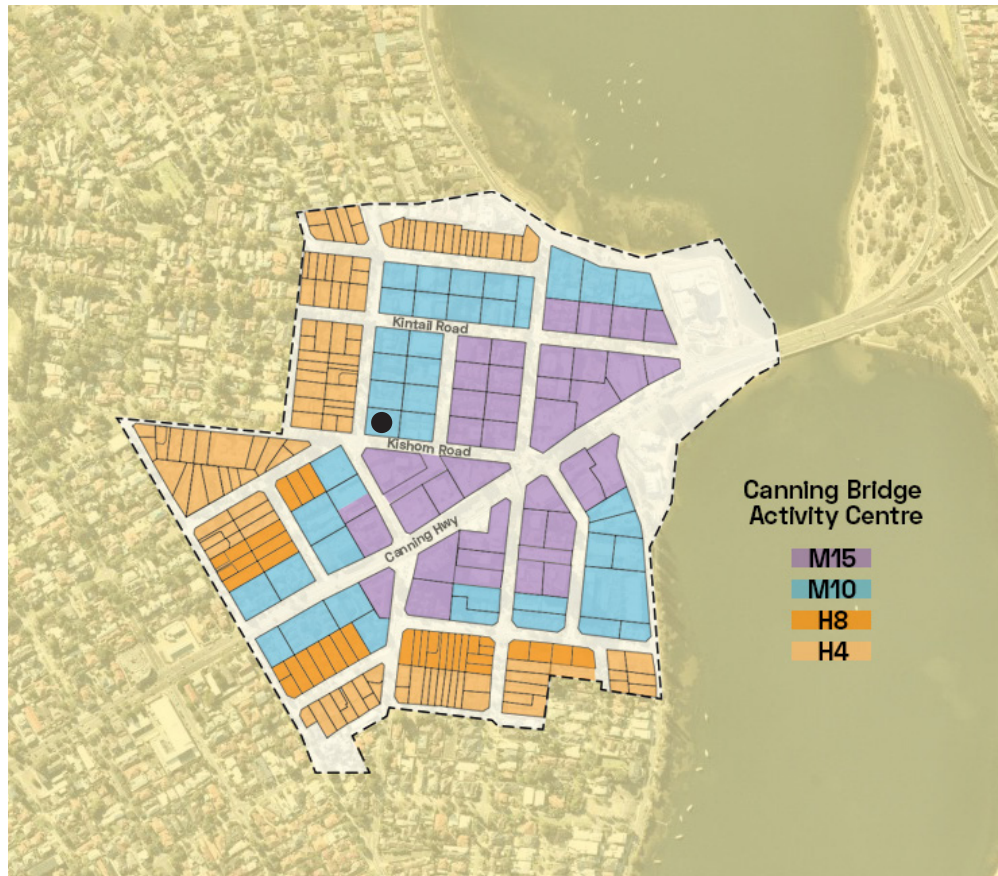 Kintail Road
Kishorn Road
Canning Hwy
Canning Bridge
Activity Centre
M15
M10
H8
H4